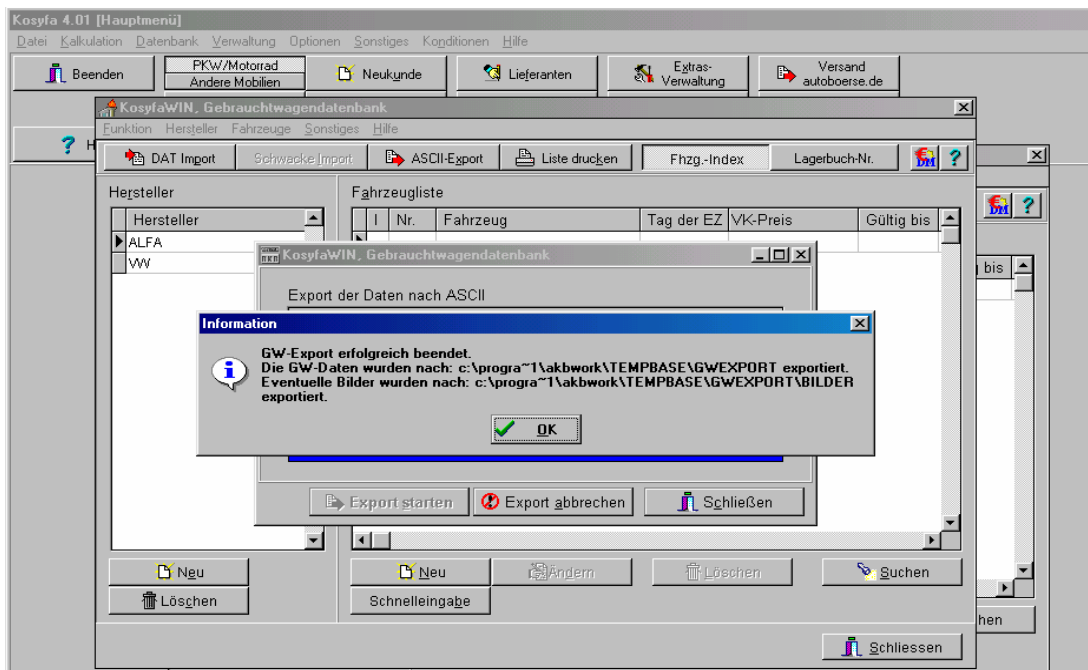 Kosyfa 4.01 [Hauptmenü]
Datei Kalkulation Datenbank Verwaltung Optionen Sonstiges Konditionen Hilfe
Beenden
PKW/Motorrad
Andere Mobilien
Neukunde
Lieferanten
Extras-
Verwaltung
Versand
autoboerse.de
KosyfaWIN, Gebrauchtwagendatenbank
Funktion Hersteller Fahrzeuge Sonstiges Hilfe
DAT Import
Schwacke Import
ASCII-Export
Liste drucken
Fhzg.-Index
Lagerbuch-Nr.
DM
DM
Hersteller
Fahrzeugliste
Hersteller
I Nr. Fahrzeug Tag der EZ VK-Preis Gültig bis
bis
ALFA
VW
KosyfaWIN, Gebrauchtwagendatenbank
Export der Daten nach ASCII
Information
GW-Export erfolgreich beendet.
Die GW-Daten wurden nach: c:\progra~1\akbwork\TEMPBASE\GWEXPORT exportiert.
Eventuelle Bilder wurden nach: c:\progra~1\akbwork\TEMPBASE\GWEXPORT\BILDER
exportiert.
OK
Export starten
Export abbrechen
Schließen
Neu
Löschen
Neu
Ändern
Löschen
Suchen
Schnelleingabe
hen
Schliessen